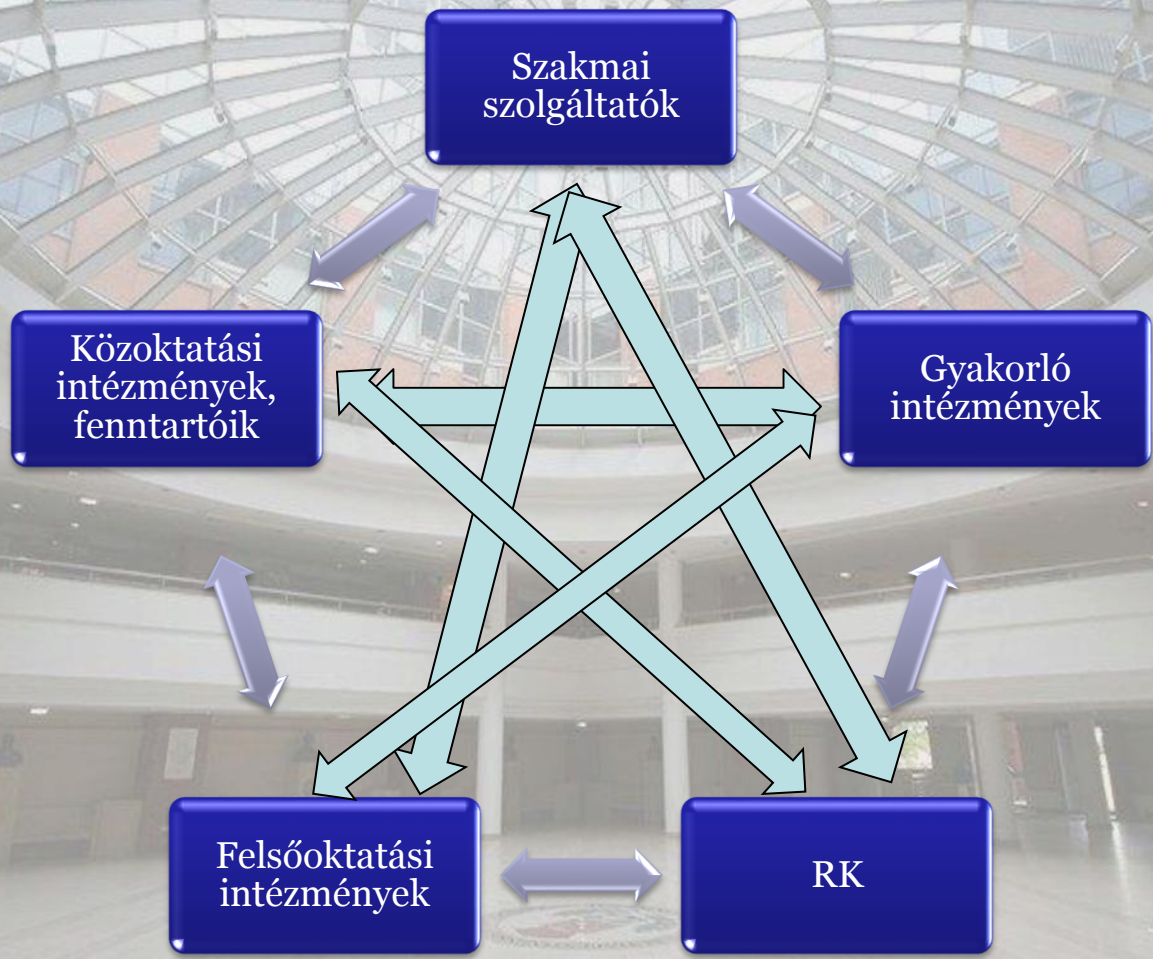 Szakmai
szolgáltatók
Közoktatási
intézmények,
fenntartóik
Gyakorló
intézmények
Felsőoktatási
intézmények
RK